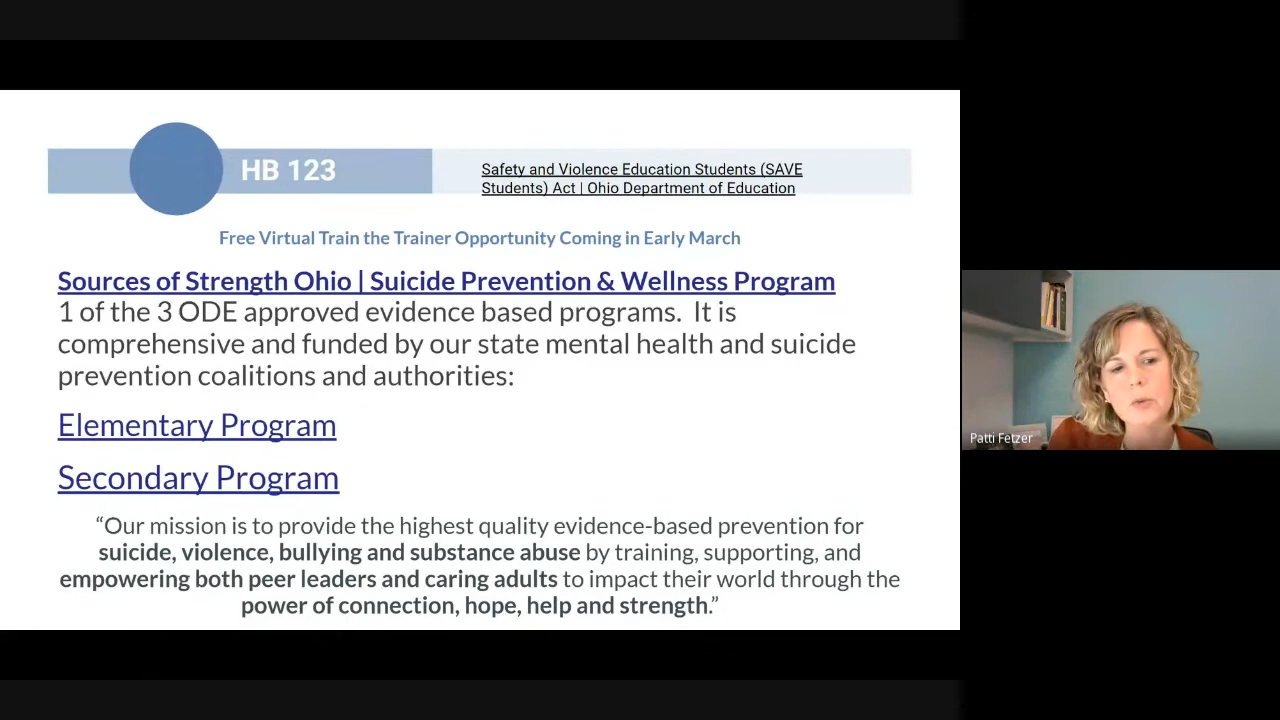 HB 123
Safety and Violence Education Students (SAVE
Students) Act | Ohio Department of Education
Free Virtual Train the Trainer Opportunity Coming in Early March
Sources of Strength Ohio | Suicide Prevention & Wellness Program
1 of the 3 ODE approved evidence based programs.  It is
comprehensive and funded by our state mental health and suicide
prevention coalitions and authorities:
Elementary Program
Secondary Program
“Our mission is to provide the highest quality evidence-based prevention for
suicide, violence, bullying and substance abuse by training, supporting, and
empowering both peer leaders and caring adults to impact their world through the
power of connection, hope, help and strength.”
Patti Fetzer